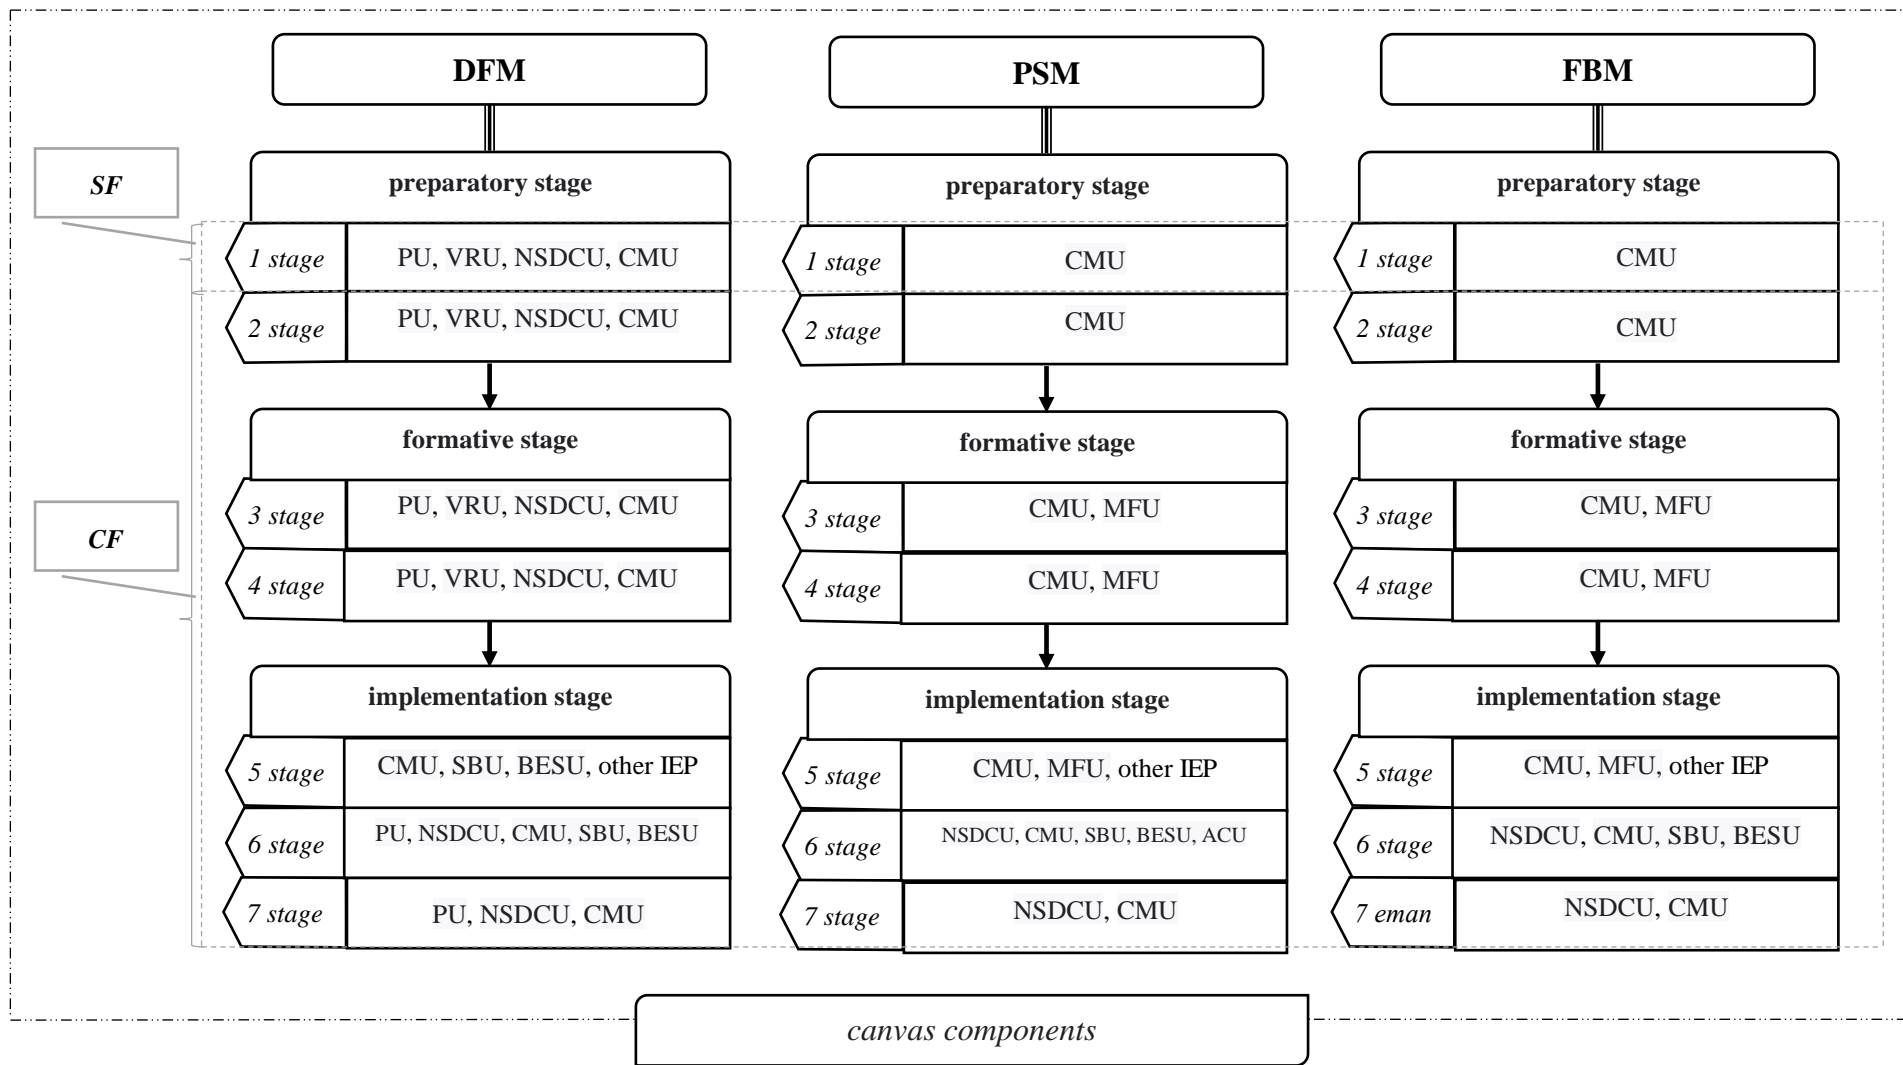 DFM
PSM
FBM
SF
preparatory stage
preparatory stage
preparatory stage
1 stage
PU, VRU, NSDCU, CMU
1 stage
CMU
1 stage
CMU
2 stage
PU, VRU, NSDCU, CMU
2 stage
CMU
2 stage
CMU
formative stage
formative stage
formative stage
CF
3 stage
PU, VRU, NSDCU, CMU
3 stage
CMU, MFU
3 stage
CMU, MFU
4 stage
PU, VRU, NSDCU, CMU
4 stage
CMU, MFU
4 stage
CMU, MFU
implementation stage
implementation stage
implementation stage
5 stage
CMU, SBU, BESU, other IEP
5 stage
CMU, MFU, other IEP
5 stage
CMU, MFU, other IEP
6 stage
PU, NSDCU, CMU, SBU, BESU
6 stage
NSDCU, CMU, SBU, BESU, ACU
6 stage
NSDCU, CMU, SBU, BESU
7 stage
PU, NSDCU, CMU
7 stage
NSDCU, CMU
7 eman
NSDCU, CMU
canvas components